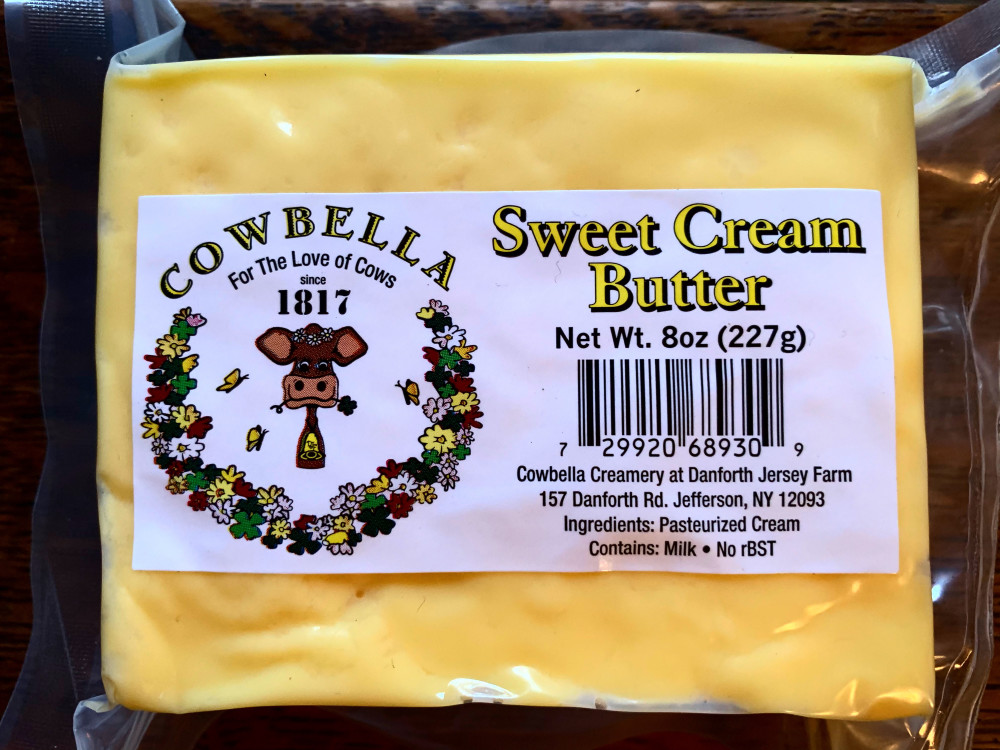 COWBELLA
For The Love of Cows
since
1817
Sweet Cream
Butter
Net Wt. 8oz (227g)
7 29920 68930 9
Cowbella Creamery at Danforth Jersey Farm
157 Danforth Rd. Jefferson, NY 12093
Ingredients: Pasteurized Cream
Contains: Milk • No rBST